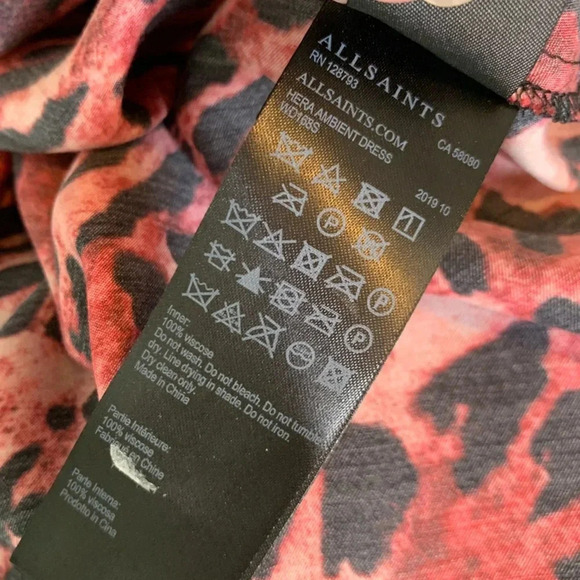 ALLSAINTS
RN 128793
CA 58080
ALLSAINTS.COM
HERA AMBIENT DRESS
WD163S
2019 10
Inner:
100% viscose
Do not wash. Do not bleach. Do not tumble
dry. Line drying in shade. Do not iron.
Dry clean only.
Made in China
Partie Intérieure:
100% viscose
Fabriqué en Chine
Parte Interna:
100% viscosa
Prodotto in Cina